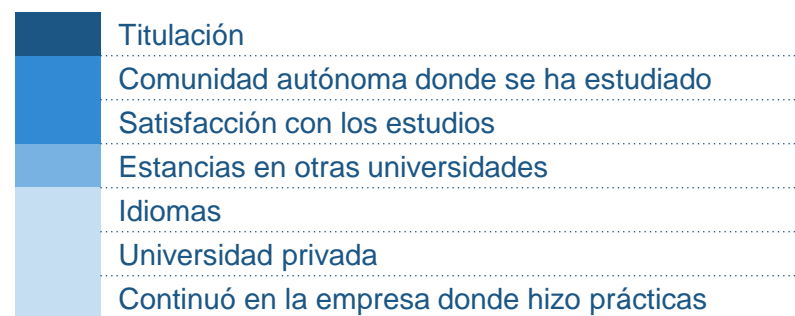 Titulación
Comunidad autónoma donde se ha estudiado
Satisfacción con los estudios
Estancias en otras universidades
Idiomas
Universidad privada
Continuó en la empresa donde hizo prácticas